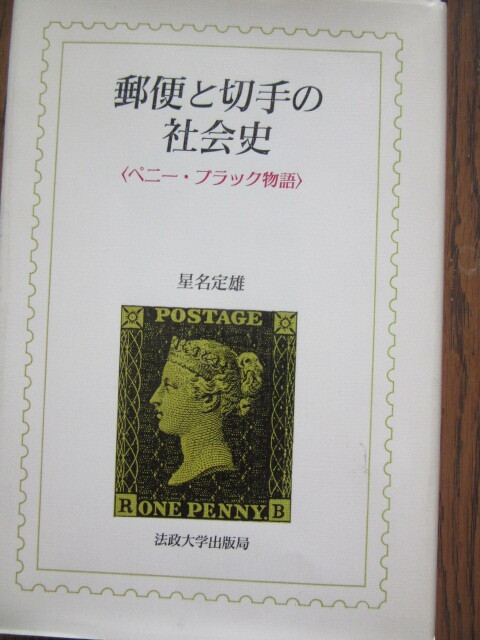 郵便と切手の
社会史
〈ペニー・ブラック物語〉
星名定雄
POSTAGE
R ONE PENNY. B
法政大学出版局